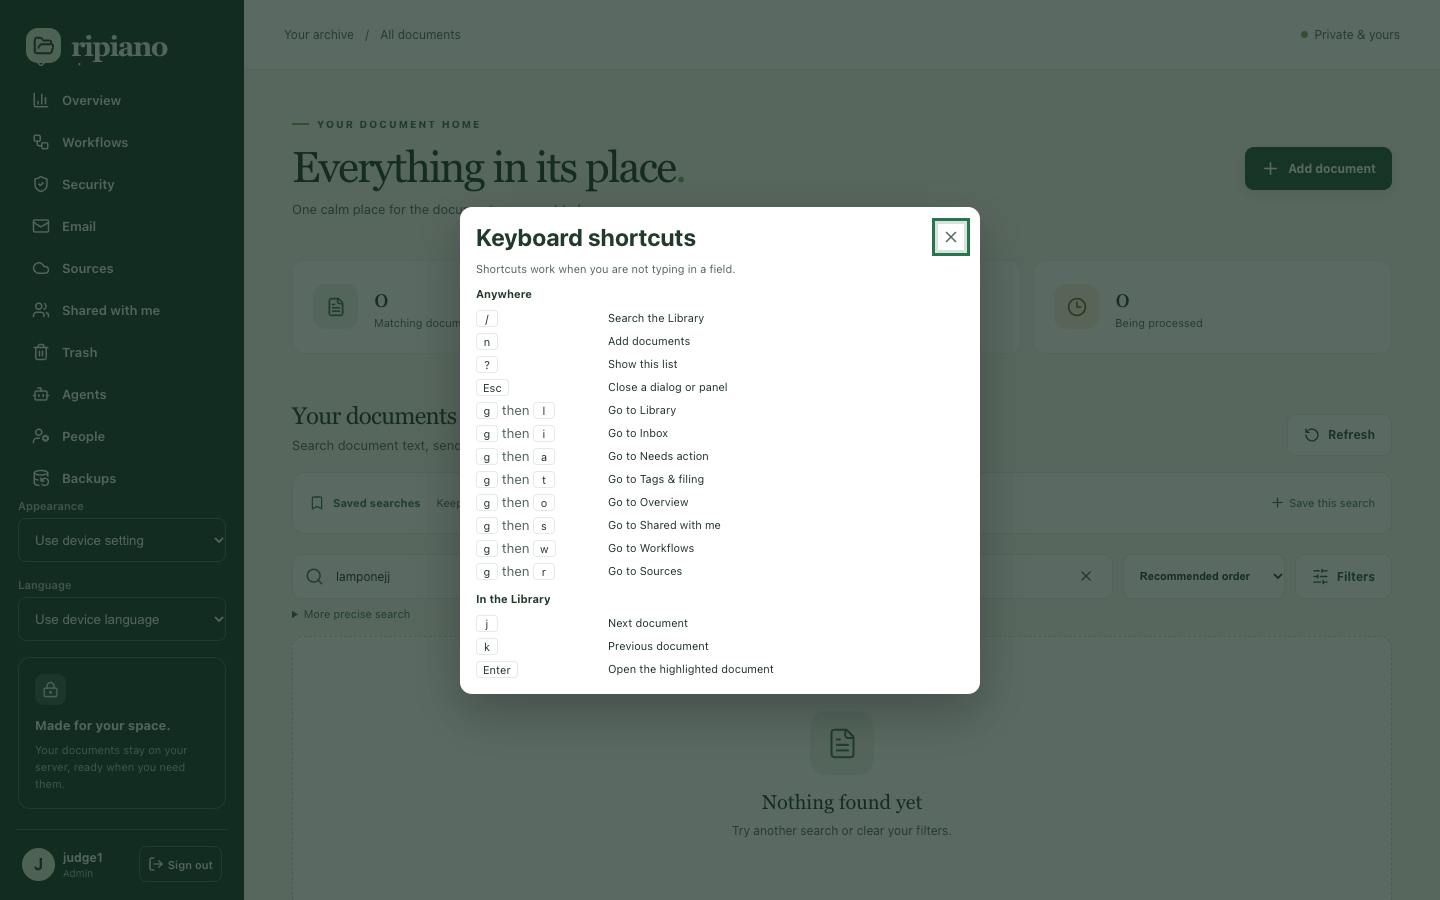 ripiano
Overview
Workflows
Security
Email
Sources
Shared with me
Trash
Agents
People
Backups
Appearance
Use device setting
Language
Use device language
Made for your space.
Your documents stay on your
server, ready when you need
them.
J
judge1
Admin
Sign out
Your archive / All documents
Private & yours
YOUR DOCUMENT HOME
Everything in its place.
One calm place for the
Add document
0
Matching
0
Being processed
Your documents
Search document text,
Refresh
Saved searches
Save this search
lamponejj
Recommended order
Filters
More precise search
Nothing found yet
Try another search or clear your filters.
Keyboard shortcuts
Shortcuts work when you are not typing in a field.
Anywhere
/ Search the Library
n Add documents
? Show this list
Esc Close a dialog or panel
g then l Go to Library
g then i Go to Inbox
g then a Go to Needs action
g then t Go to Tags & filing
g then o Go to Overview
g then s Go to Shared with me
g then w Go to Workflows
g then r Go to Sources
In the Library
j Next document
k Previous document
Enter Open the highlighted document